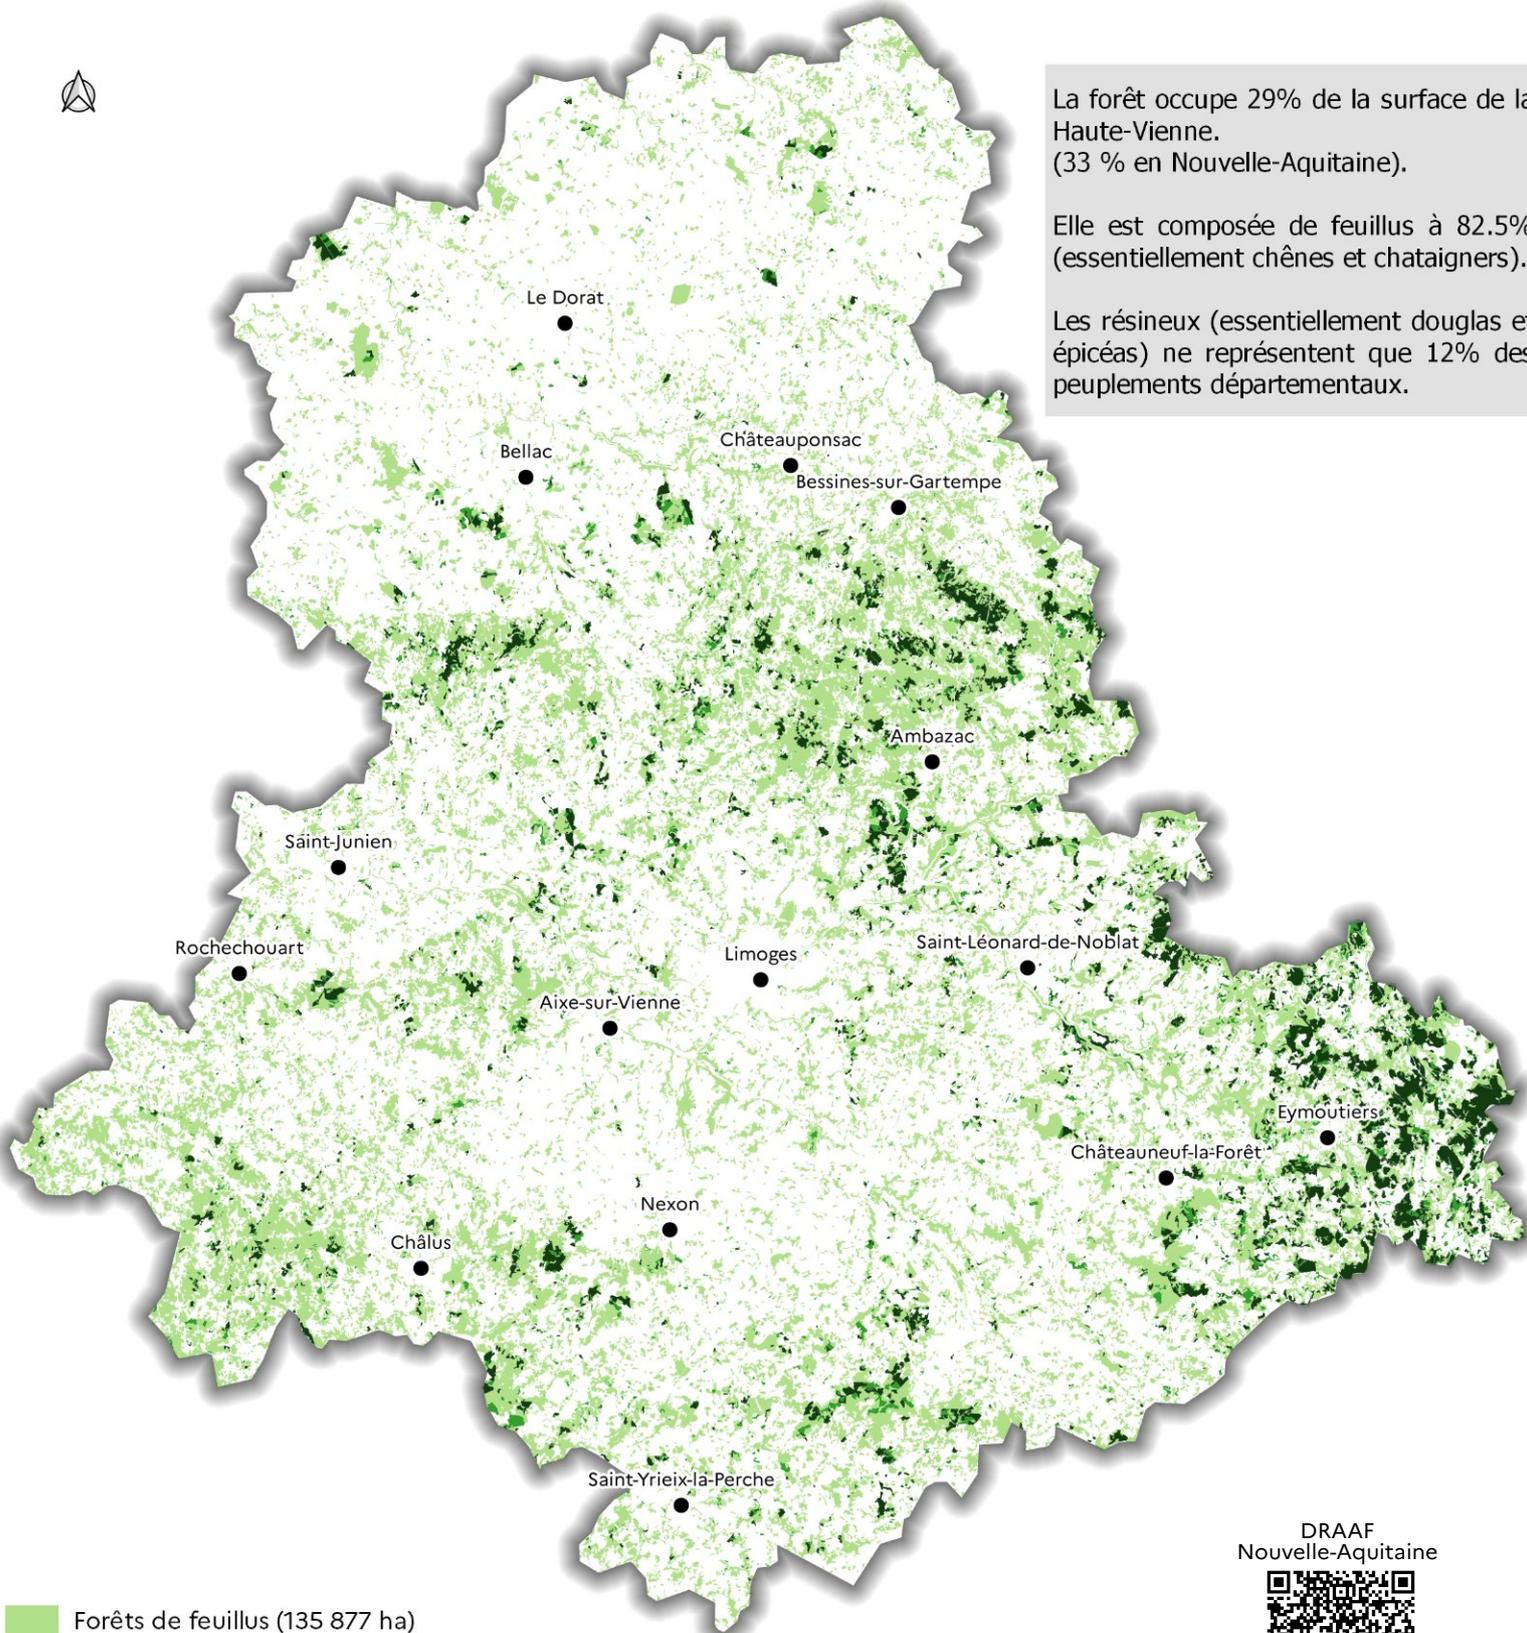 La forêt occupe 29% de la surface de la
Haute-Vienne.
(33 % en Nouvelle-Aquitaine).
Elle est composée de feuillus à 82.5%
(essentiellement chênes et chataigners).
Les résineux (essentiellement douglas et
épicéas) ne représentent que 12% des
peuplements départementaux.
Le Dorat
Châteauponsac
Bellac
Bessines-sur-Gartempe
Ambazac
Saint-Junien
Saint-Léonard-de-Noblat
Rochechouart
Limoges
Aixe-sur-Vienne
Eymoutiers
Châteauneuf-la-Forêt
Nexon
Châlus
Saint-Yrieix-la-Perche
DRAAF
Nouvelle-Aquitaine
Forêts de feuillus (135 877 ha)